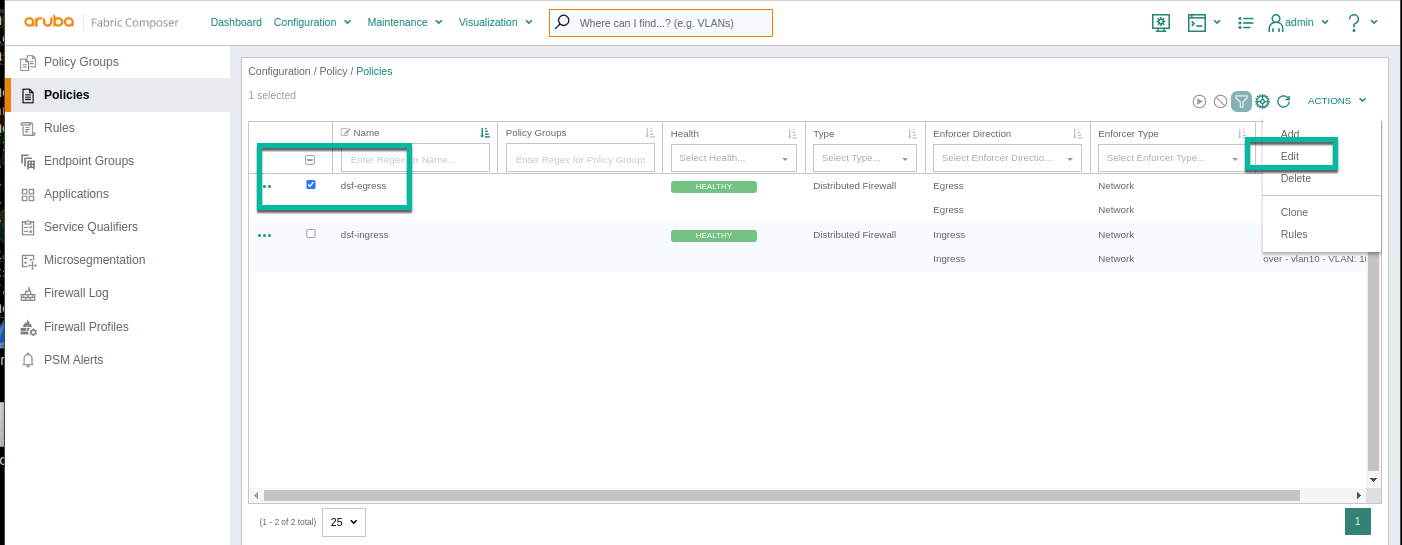 aruba Fabric Composer Dashboard Configuration Maintenance Visualization Where can I find...? (e.g. VLANs) admin ?
Policy Groups
Policies
Rules
Endpoint Groups
Applications
Service Qualifiers
Microsegmentation
Firewall Log
Firewall Profiles
PSM Alerts
Configuration / Policy / Policies
1 selected
ACTIONS
Add
Edit
Delete
Clone
Rules
Name Policy Groups Health Type Enforcer Direction Enforcer Type
Enter Regex for Name... Enter Regex for Policy Groups Select Health... Select Type... Select Enforcer Directio... Select Enforcer Type...
dsf-egress HEALTHY Distributed Firewall Egress Network
Egress Network
dsf-ingress HEALTHY Distributed Firewall Ingress Network
Ingress Network over - vlan10 - VLAN: 10
(1 - 2 of 2 total) 25 1